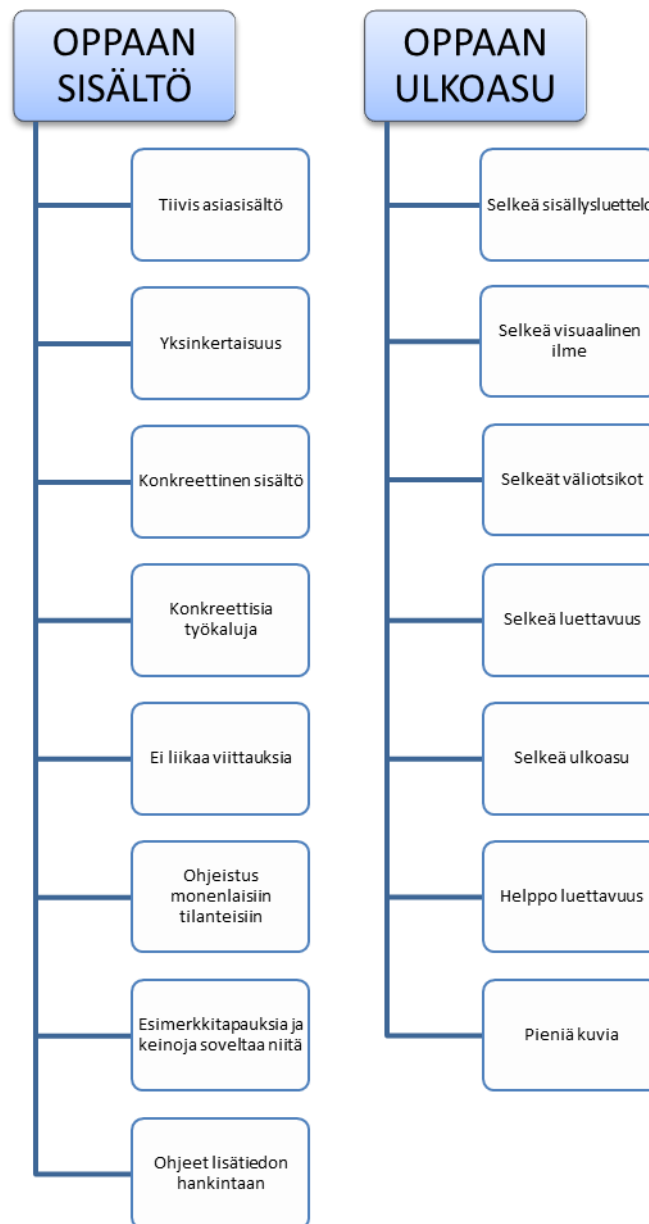 OPPAAN
SISÄLTÖ
Tiivis asiasisältö
Yksinkertaisuus
Konkreettinen sisältö
Konkreettisia
työkaluja
Ei liikaa viittauksia
Ohjeistus
monenlaisiin
tilanteisiin
Esimerkkitapauksia ja
keinoja soveltaa niitä
Ohjeet lisätiedon
hankintaan
OPPAAN
ULKOASU
Selkeä sisällysluettelo
Selkeä visuaalinen
ilme
Selkeät väliotsikot
Selkeä luettavuus
Selkeä ulkoasu
Helppo luettavuus
Pieniä kuvia